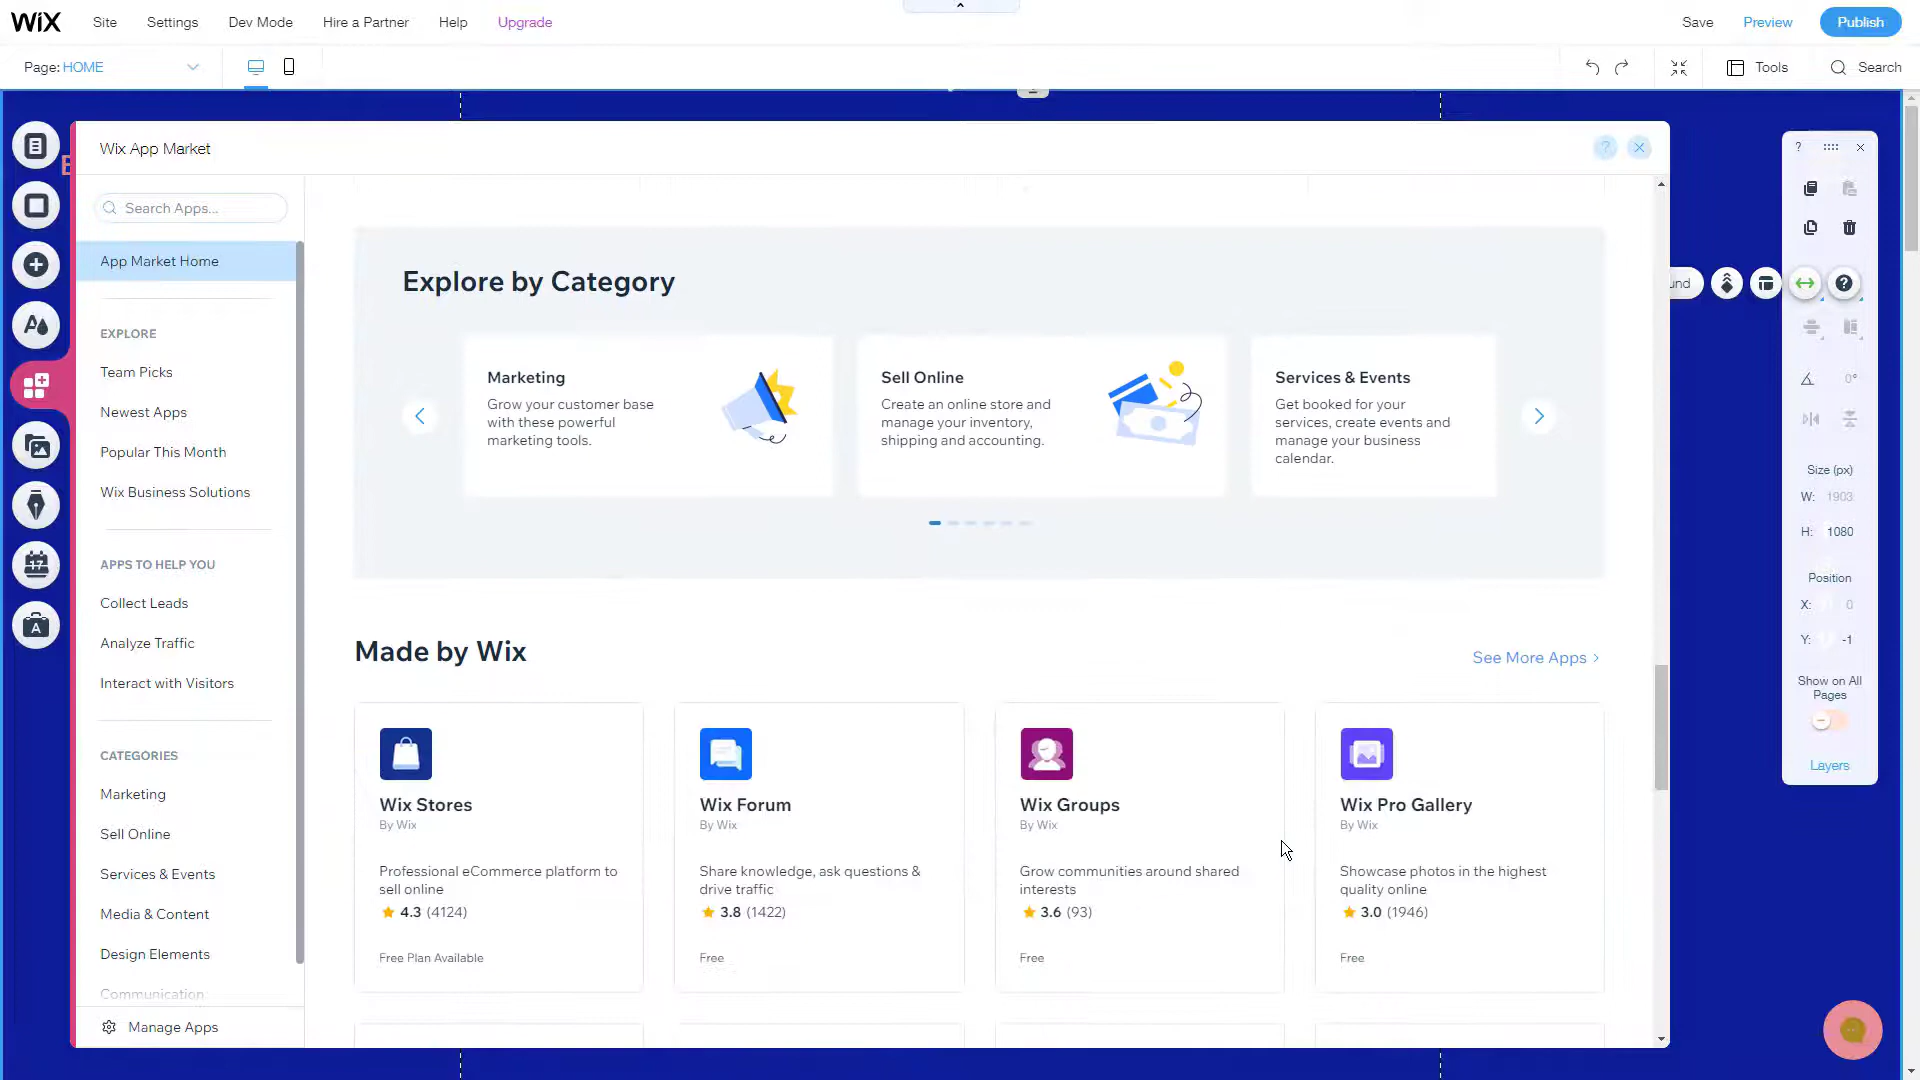 WiX Site Settings Dev Mode Hire a Partner Help Upgrade Save Preview Publish
Page: HOME Tools Search
Wix App Market ? ×
Search Apps...
App Market Home
EXPLORE
Team Picks
Newest Apps
Popular This Month
Wix Business Solutions
APPS TO HELP YOU
Collect Leads
Analyze Traffic
Interact with Visitors
CATEGORIES
Marketing
Sell Online
Services & Events
Media & Content
Design Elements
Communication
Manage Apps
Explore by Category
Marketing
Grow your customer base
with these powerful
marketing tools.
Sell Online
Create an online store and
manage your inventory,
shipping and accounting.
Services & Events
Get booked for your
services, create events and
manage your business
calendar.
Made by Wix
See More Apps >
Wix Stores
By Wix
Professional eCommerce platform to
sell online
4.3 (4124)
Free Plan Available
Wix Forum
By Wix
Share knowledge, ask questions &
drive traffic
3.8 (1422)
Free
Wix Groups
By Wix
Grow communities around shared
interests
3.6 (93)
Free
Wix Pro Gallery
By Wix
Showcase photos in the highest
quality online
3.0 (1946)
Free
?
?
0°
Size (px)
W: 1903
H: 1080
Position
X: 0
Y: -1
Show on All
Pages
Layers
17
A